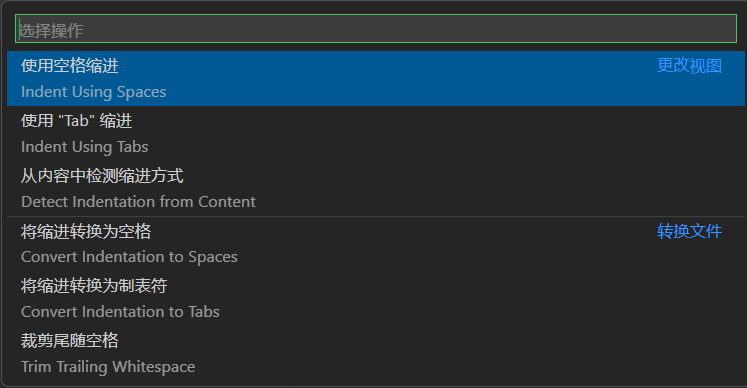 选择操作
使用空格缩进 更改视图
Indent Using Spaces
使用 "Tab" 缩进
Indent Using Tabs
从内容中检测缩进方式
Detect Indentation from Content
将缩进转换为空格 转换文件
Convert Indentation to Spaces
将缩进转换为制表符
Convert Indentation to Tabs
裁剪尾随空格
Trim Trailing Whitespace